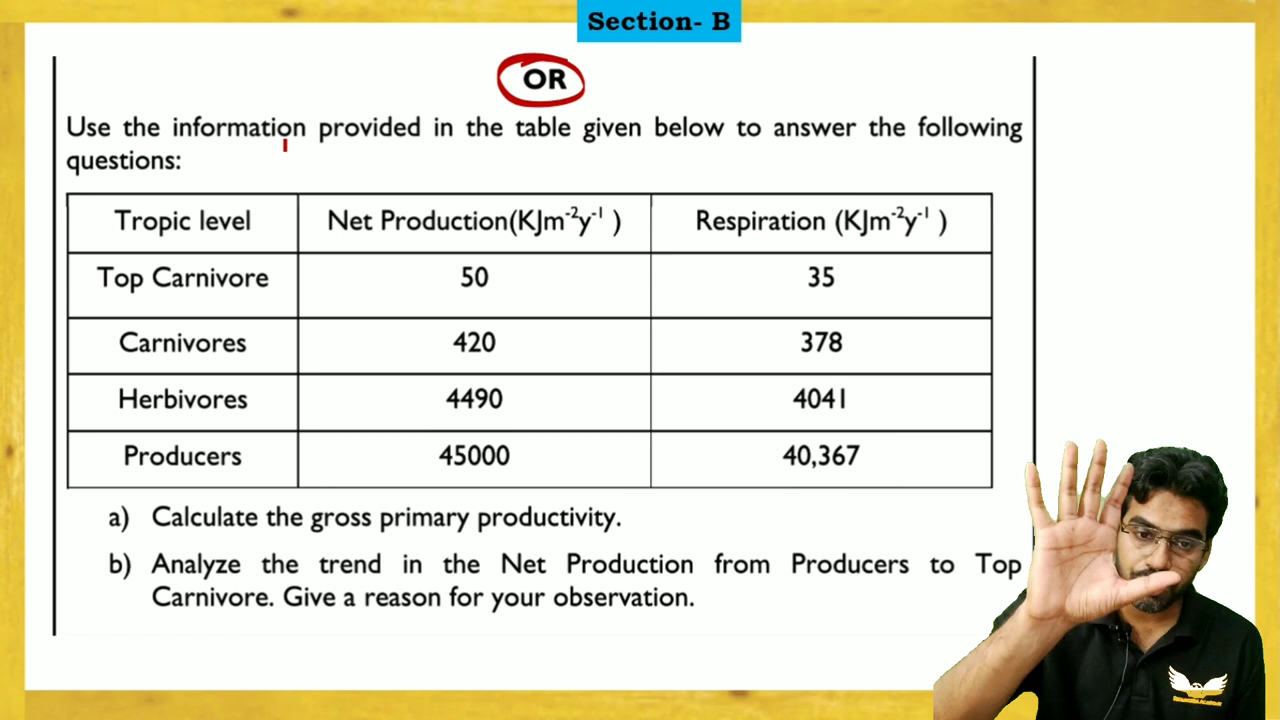 Section- B
OR
Use the information provided in the table given below to answer the following
questions:
Tropic level Net Production(KJm⁻²y⁻¹ ) Respiration (KJm⁻²y⁻¹ )
Top Carnivore 50 35
Carnivores 420 378
Herbivores 4490 4041
Producers 45000 40,367
a) Calculate the gross primary productivity.
b) Analyze the trend in the Net Production from Producers to Top
Carnivore. Give a reason for your observation.